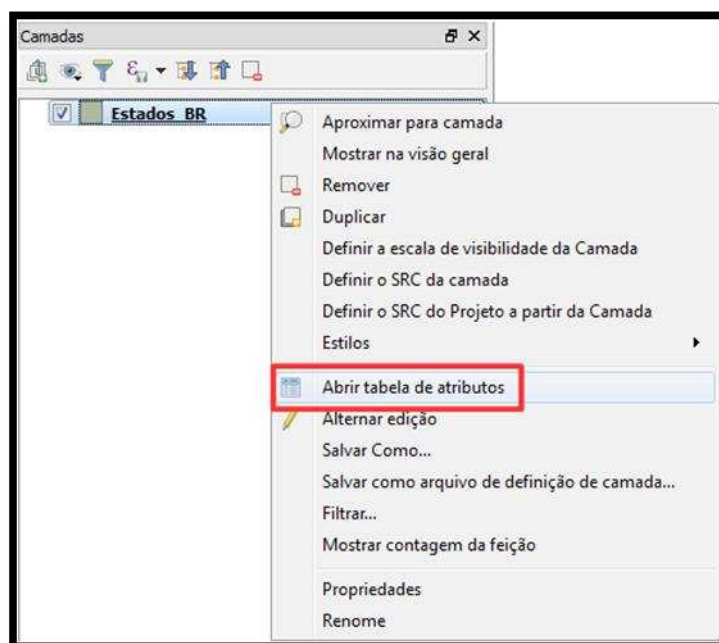 Camadas
Estados_BR
Aproximar para camada
Mostrar na visão geral
Remover
Duplicar
Definir a escala de visibilidade da Camada
Definir o SRC da camada
Definir o SRC do Projeto a partir da Camada
Estilos
Abrir tabela de atributos
Alternar edição
Salvar Como...
Salvar como arquivo de definição de camada...
Filtrar...
Mostrar contagem da feição
Propriedades
Renome